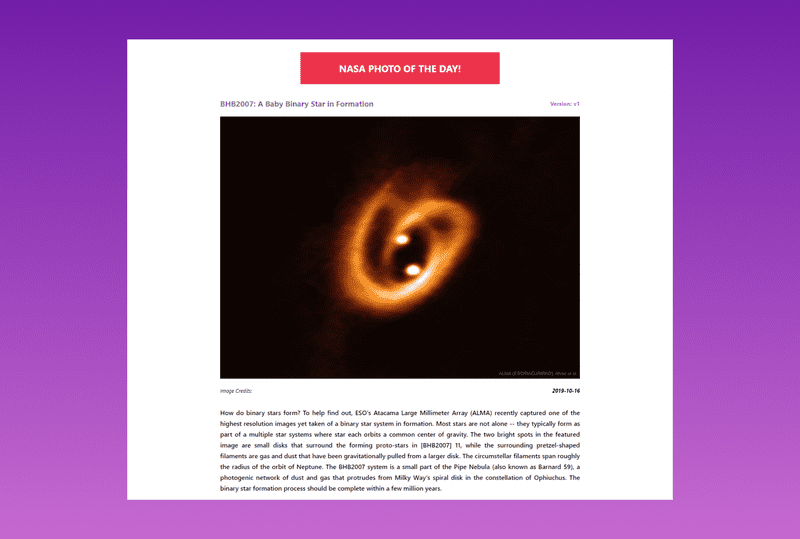 NASA PHOTO OF THE DAY!
BHB2007: A Baby Binary Star in Formation
Version: v1
Image Credits:
2019-10-16
How do binary stars form? To help find out, ESO's Atacama Large Millimeter Array (ALMA) recently captured one of the
highest resolution images yet taken of a binary star system in formation. Most stars are not alone -- they typically form as
part of a multiple star systems where star each orbits a common center of gravity. The two bright spots in the featured
image are small disks that surround the forming proto-stars in [BHB2007] 11, while the surrounding pretzel-shaped
filaments are gas and dust that have been gravitationally pulled from a larger disk. The circumstellar filaments span roughly
the radius of the orbit of Neptune. The BHB2007 system is a small part of the Pipe Nebula (also known as Barnard 59), a
photogenic network of dust and gas that protrudes from Milky Way's spiral disk in the constellation of Ophiuchus. The
binary star formation process should be complete within a few million years.